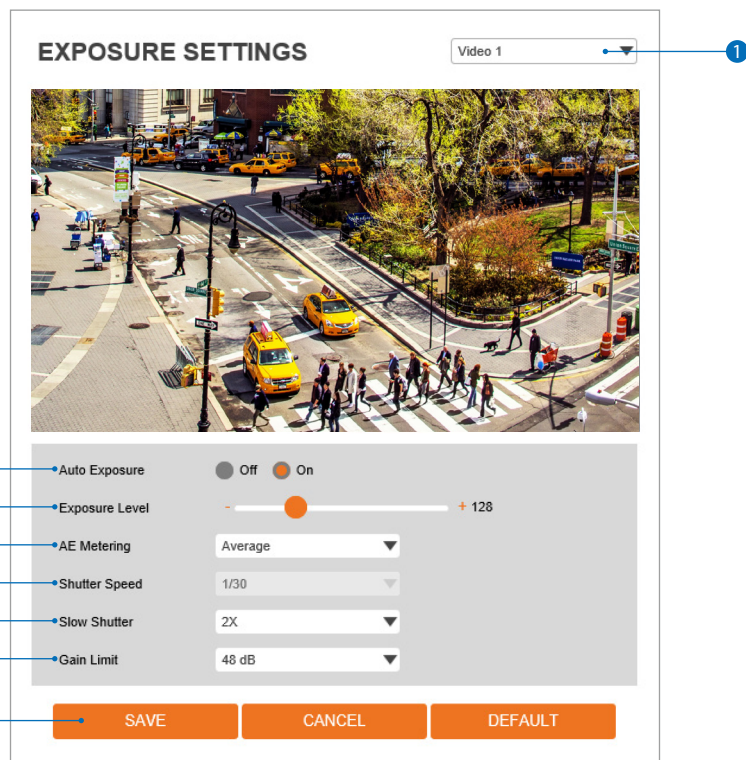 EXPOSURE SETTINGS
Video 1
1
Auto Exposure Off On
Exposure Level - + 128
AE Metering Average
Shutter Speed 1/30
Slow Shutter 2X
Gain Limit 48 dB
SAVE CANCEL DEFAULT